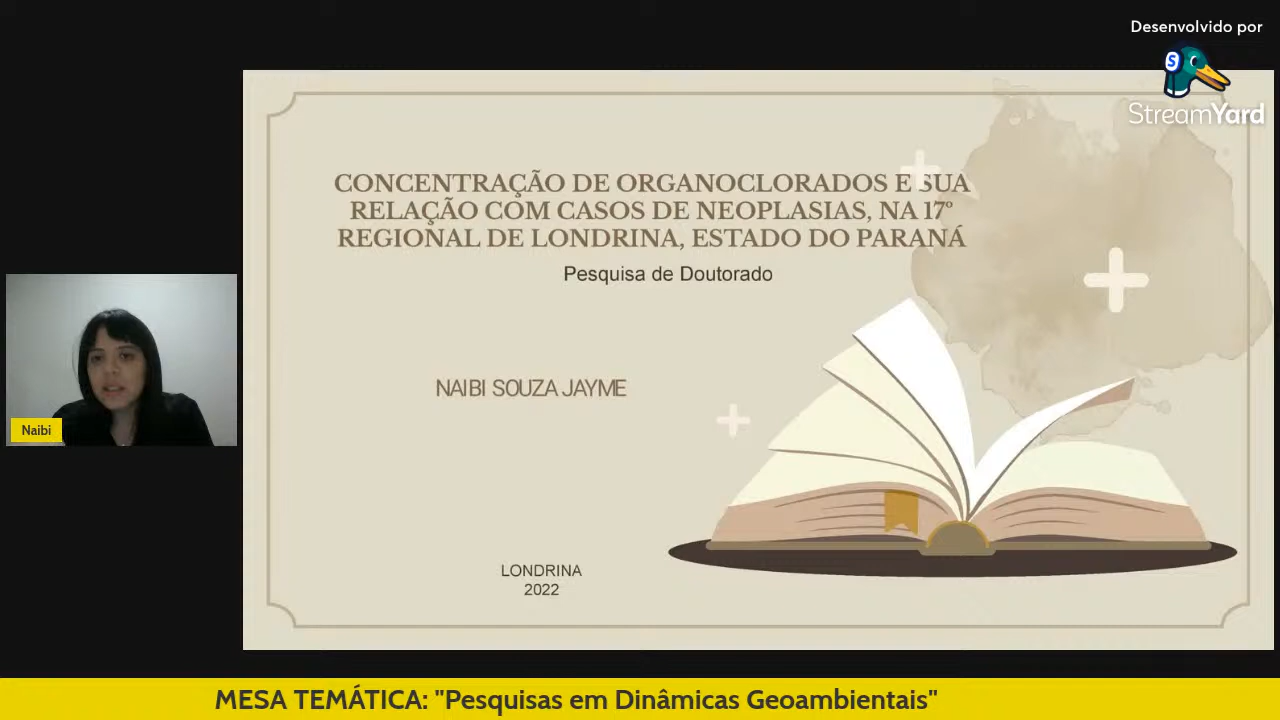 Desenvolvido por
S
StreamYard
CONCENTRAÇÃO DE ORGANOCLORADOS E SUA
RELAÇÃO COM CASOS DE NEOPLASIAS, NA 17º
REGIONAL DE LONDRINA, ESTADO DO PARANÁ
Pesquisa de Doutorado
NAIBI SOUZA JAYME
Naibi
LONDRINA
2022
MESA TEMÁTICA: "Pesquisas em Dinâmicas Geoambientais"